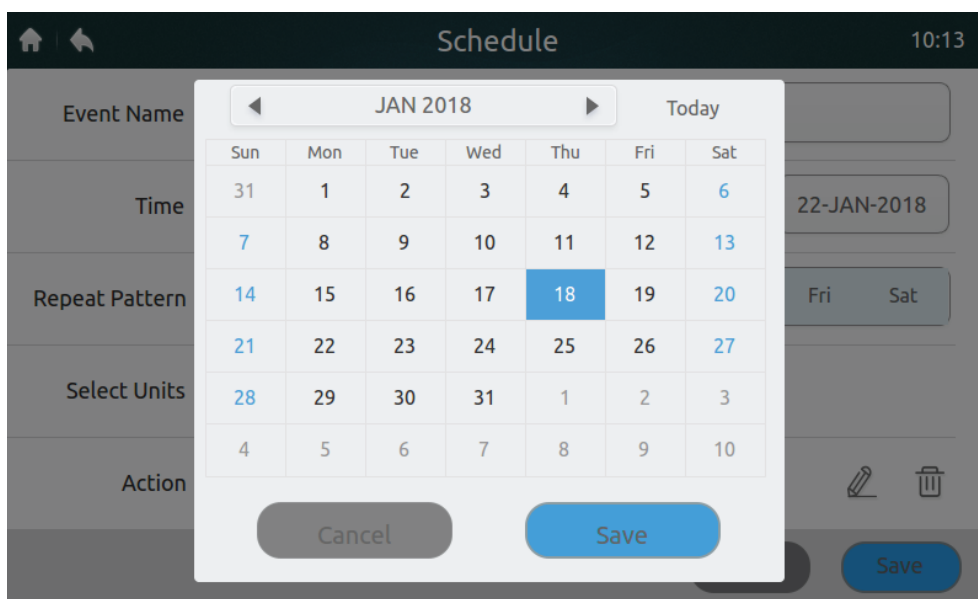 Schedule 10:13
Event Name
JAN 2018 Today
Sun Mon Tue Wed Thu Fri Sat
31 1 2 3 4 5 6
Time 22-JAN-2018
7 8 9 10 11 12 13
Repeat Pattern Fri Sat
14 15 16 17 18 19 20
21 22 23 24 25 26 27
Select Units
28 29 30 31 1 2 3
4 5 6 7 8 9 10
Action
Cancel Save
Save